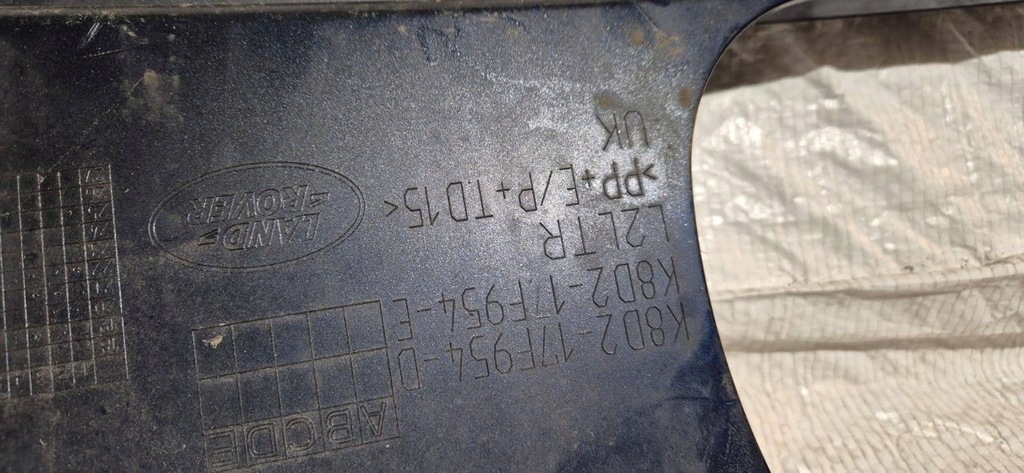 ABCDE
K8D2-17F954-D
K8D2-17F954-E
L2LTR
>PP+E/P+TD15<
UK
LAND
ROVER